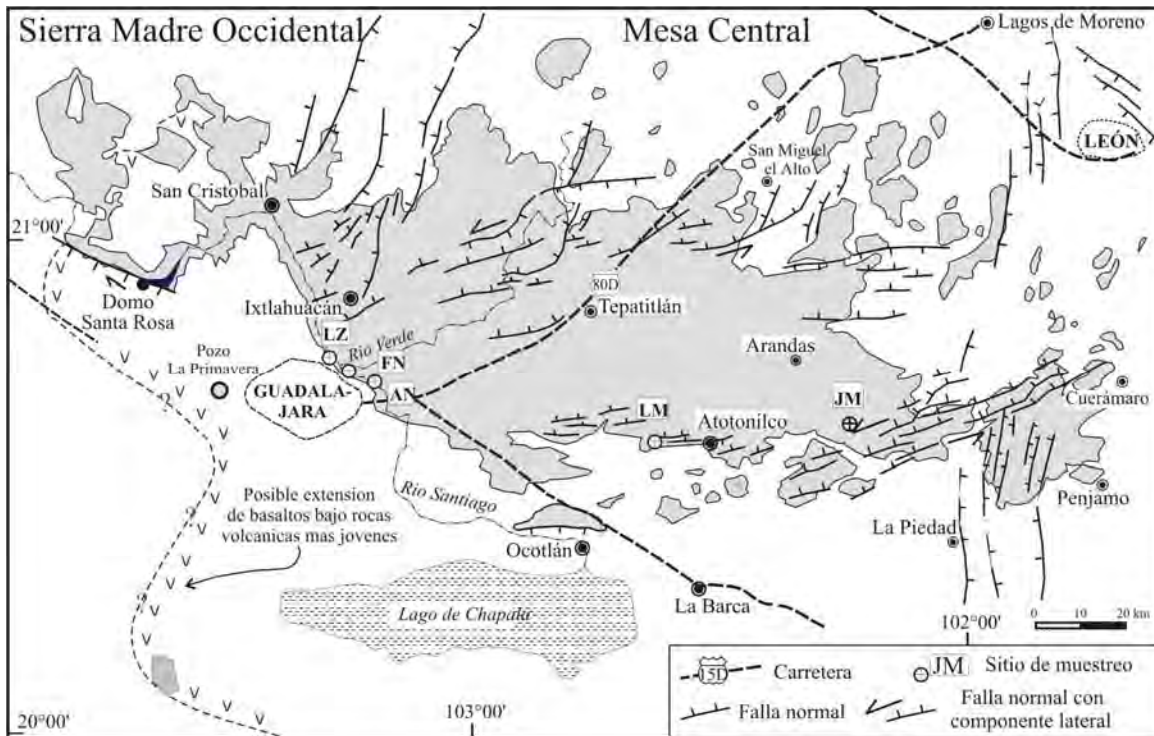 Sierra Madre Occidental
Mesa Central
Lagos de Moreno
LEÓN
San Miguel
el Alto
San Cristobal
21°00'
Domo
Santa Rosa
Ixtlahuacán
80D
Tepatitlán
LZ
Rio Verde
FN
Pozo
La Primavera
Arandas
GUADALA-
JARA
AN
Cuerámaro
LM
JM
Atotonilco
Rio Santiago
Penjamo
Posible extension
de basaltos bajo rocas
volcanicas mas jovenes
La Piedad
Ocotlán
La Barca
Lago de Chapala
0 10 20 km
102°00'
15D Carretera
JM Sitio de muestreo
Falla normal
Falla normal con
componente lateral
103°00'
20°00'